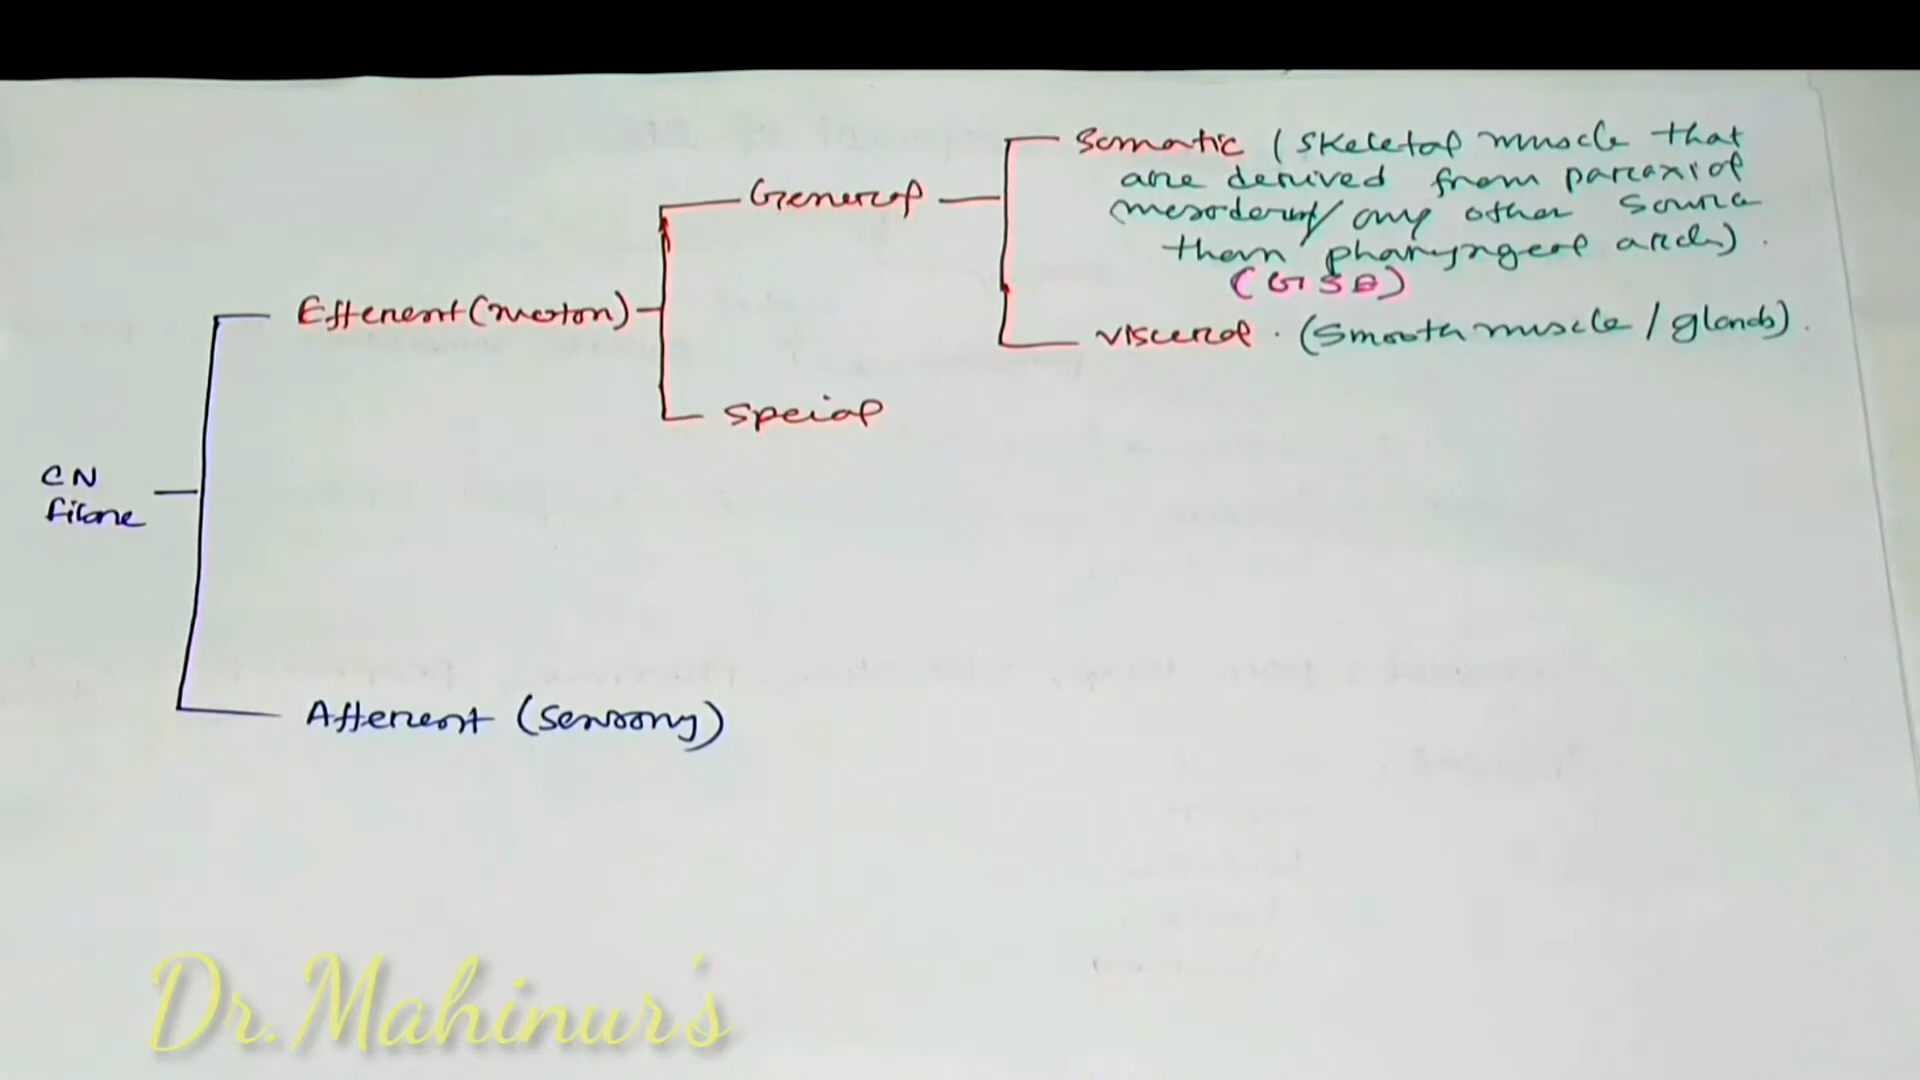 Somatic (skeletal muscle that
are derived from paraxial
mesoderm/ any other source
than pharyngeal arch).
(GSE)
General
Efferent (motor)
visceral. (Smooth muscle / glands).
Speial
CN
fibre
Afferent (sensory)
Dr.Mahinur's